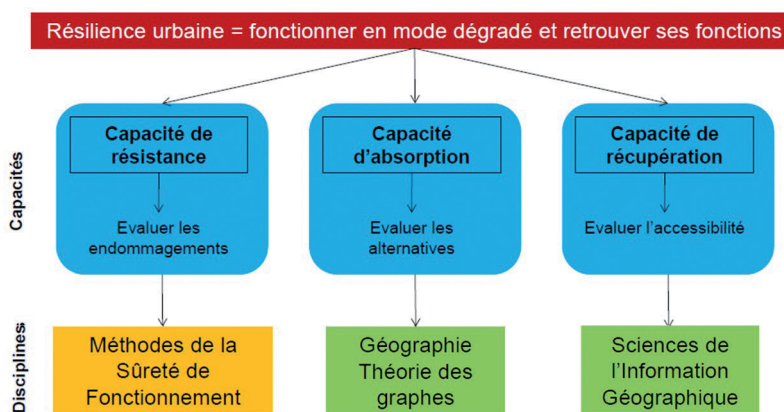 Résilience urbaine = fonctionner en mode dégradé et retrouver ses fonctions
Capacités
Capacité de
résistance
Evaluer les
endommagements
Capacité
d'absorption
Evaluer les
alternatives
Capacité de
récupération
Evaluer l'accessibilité
Disciplines
Méthodes de la
Sûreté de
Fonctionnement
Géographie
Théorie des
graphes
Sciences de
l'Information
Géographique